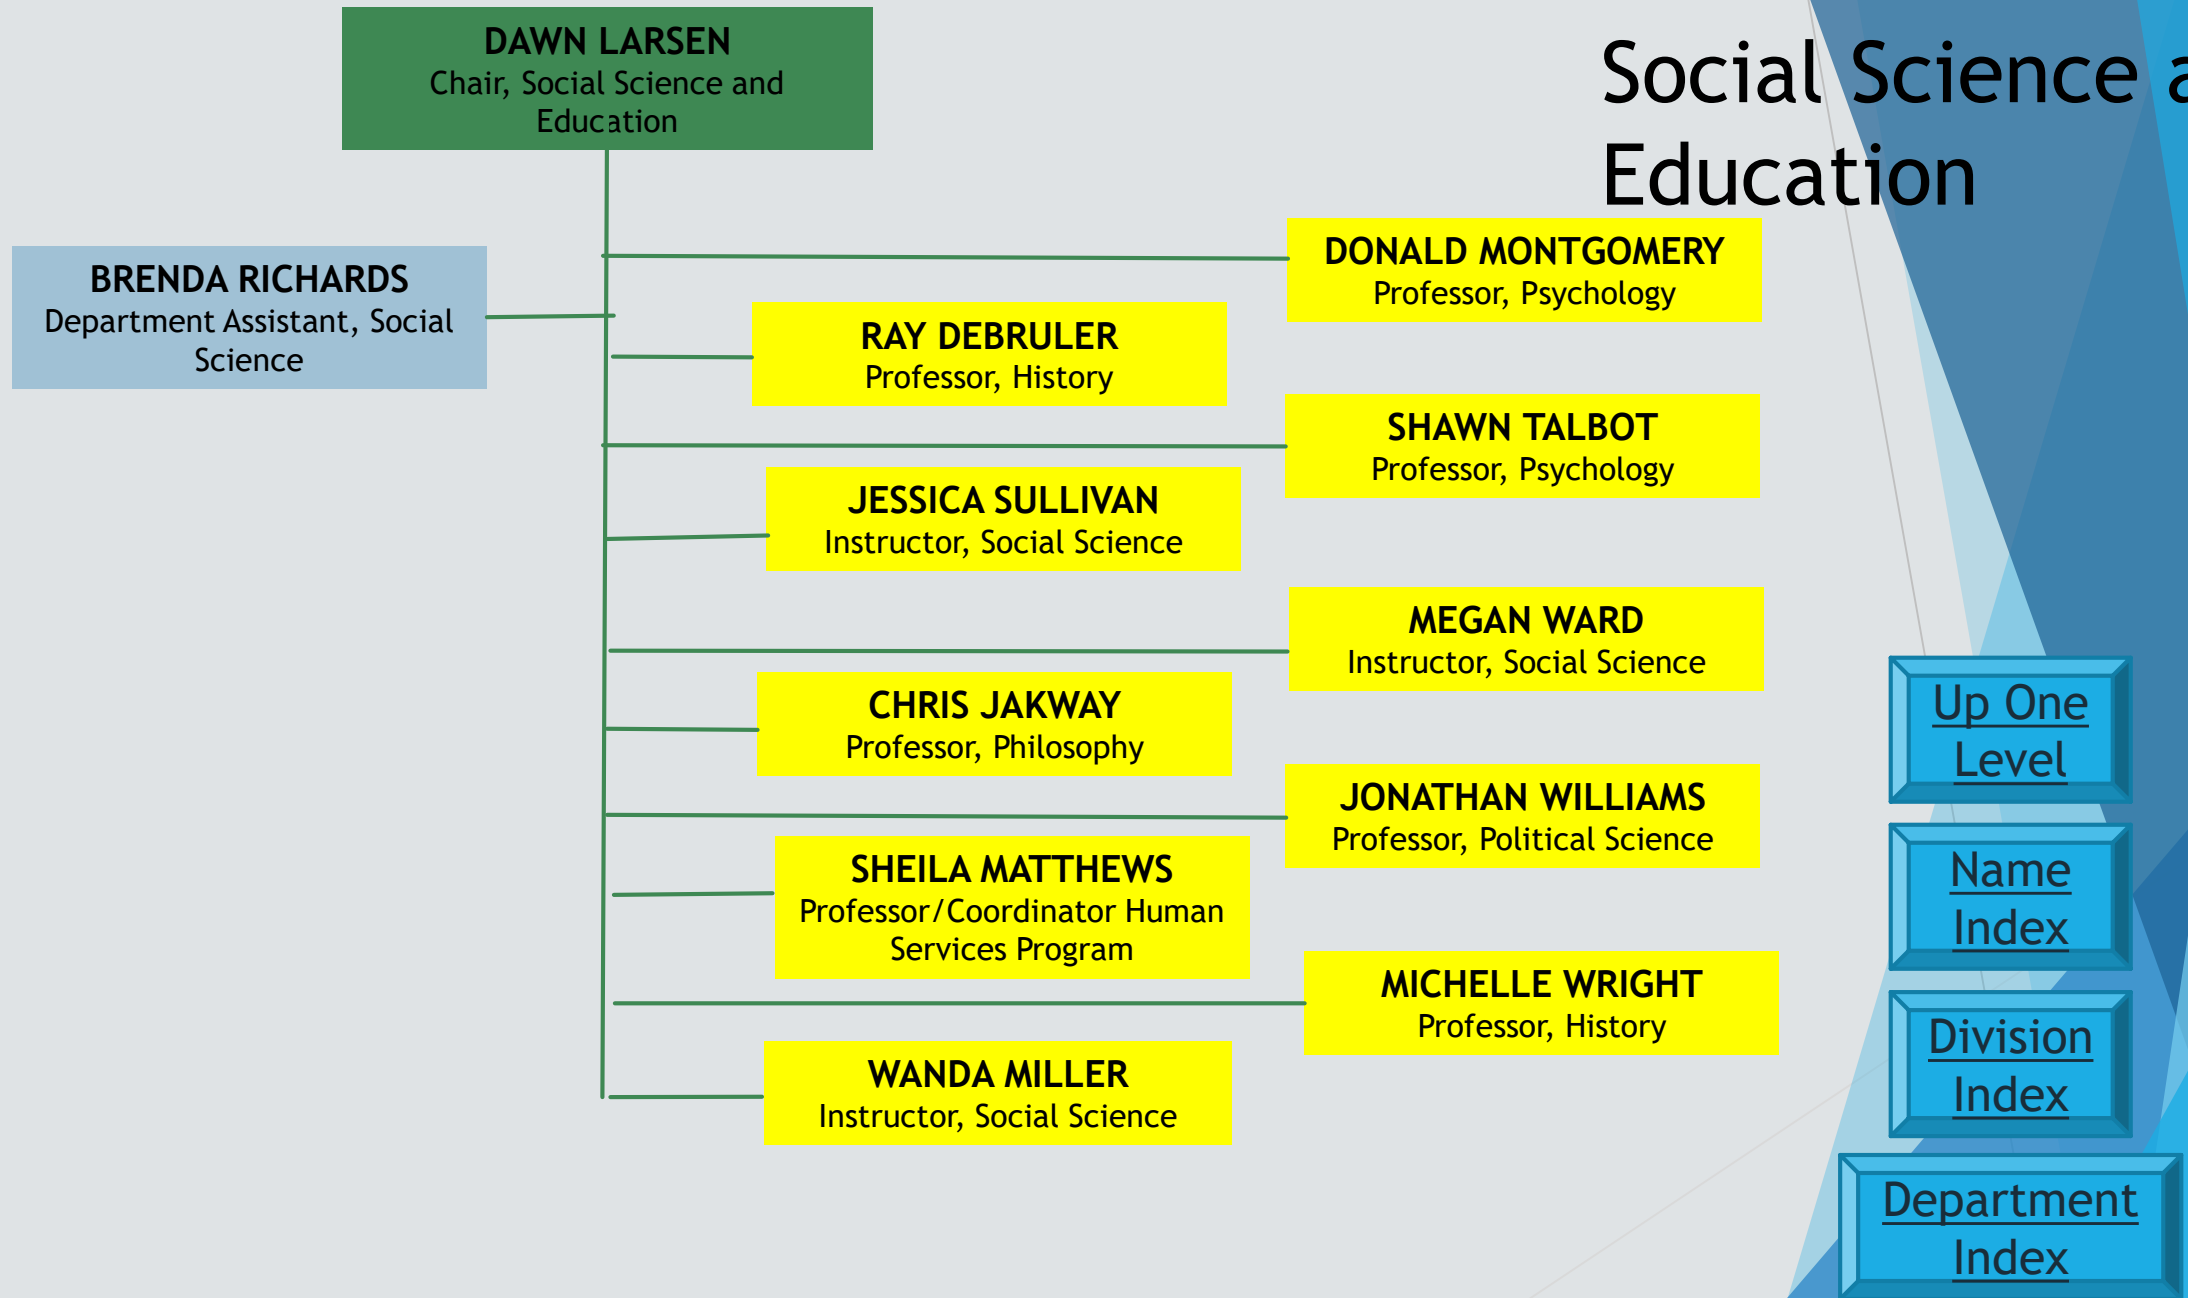 DAWN LARSEN
Chair, Social Science and
Education
Social Science a
Education
BRENDA RICHARDS
Department Assistant, Social
Science
DONALD MONTGOMERY
Professor, Psychology
RAY DEBRULER
Professor, History
SHAWN TALBOT
Professor, Psychology
JESSICA SULLIVAN
Instructor, Social Science
MEGAN WARD
Instructor, Social Science
CHRIS JAKWAY
Professor, Philosophy
JONATHAN WILLIAMS
Professor, Political Science
SHEILA MATTHEWS
Professor/Coordinator Human
Services Program
MICHELLE WRIGHT
Professor, History
WANDA MILLER
Instructor, Social Science
Up One
Level
Name
Index
Division
Index
Department
Index